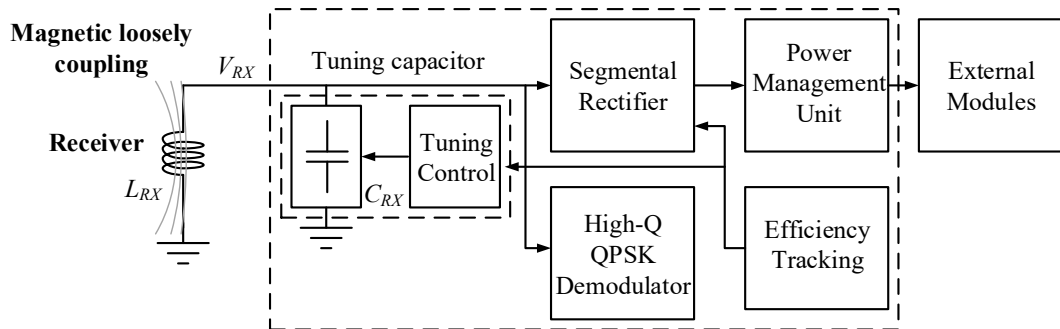 Magnetic loosely
coupling
V_RX
Tuning capacitor
Receiver
L_RX
C_RX
Tuning
Control
Segmental
Rectifier
Power
Management
Unit
External
Modules
High-Q
QPSK
Demodulator
Efficiency
Tracking